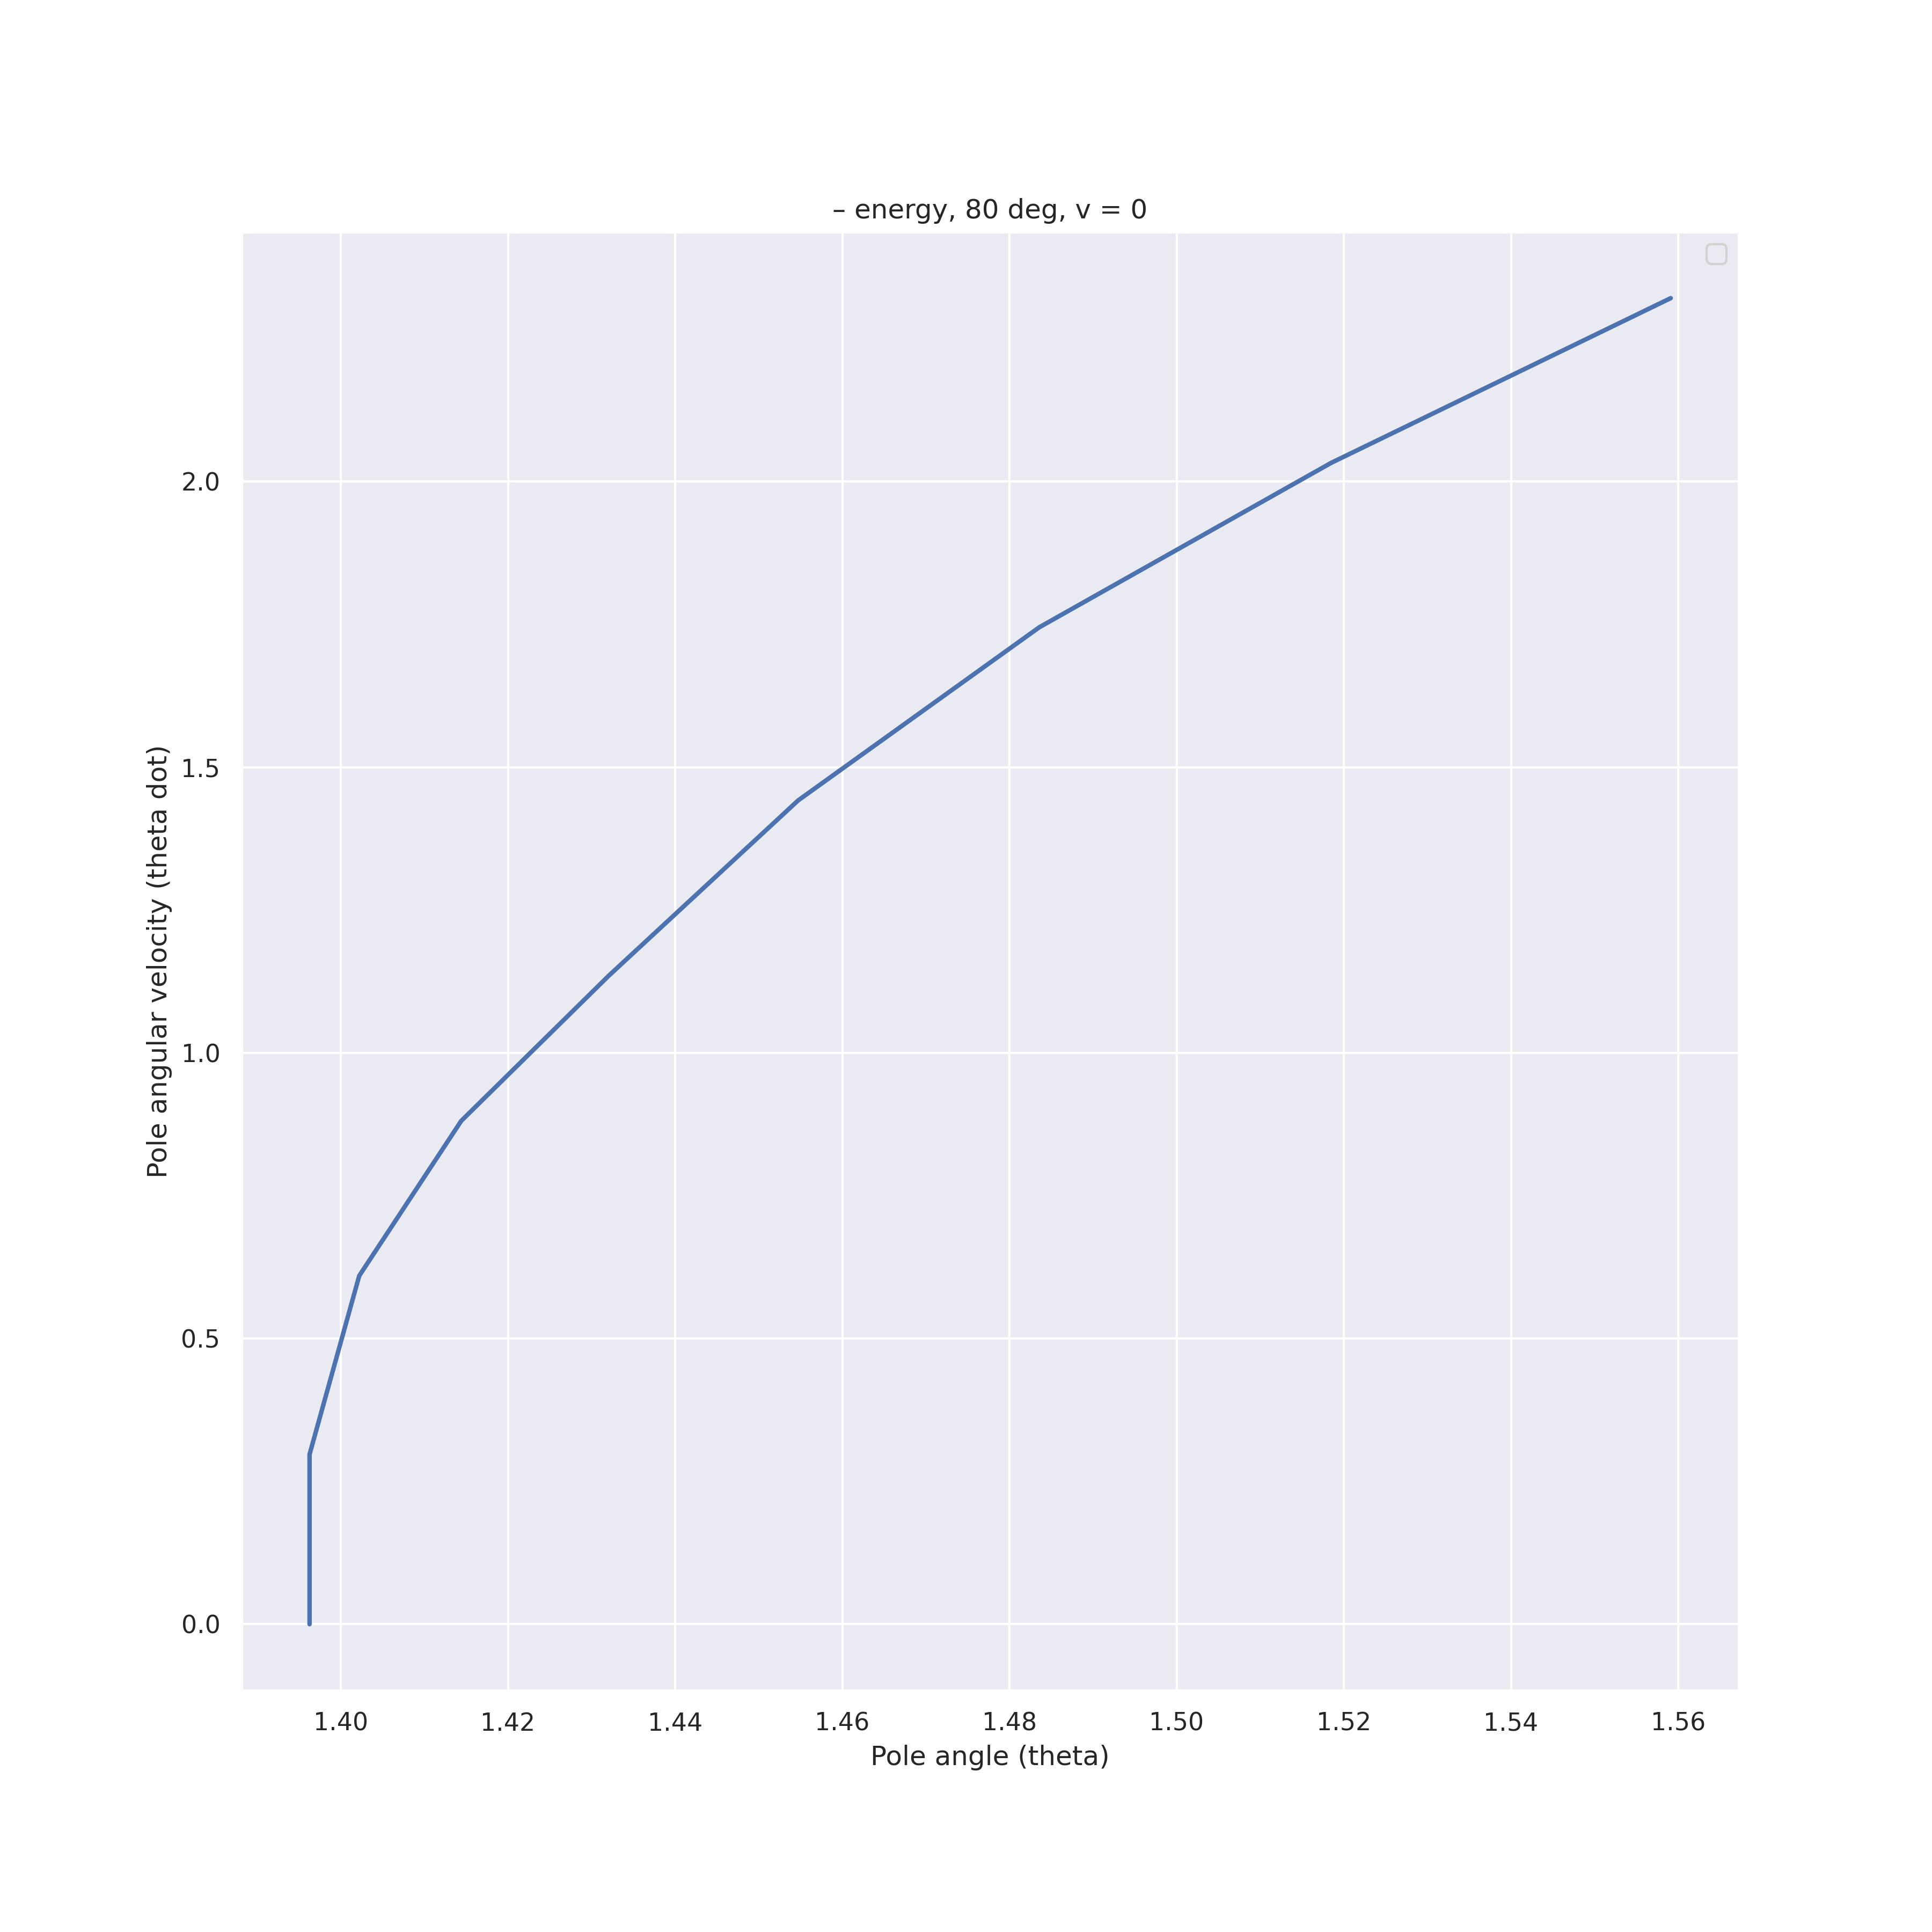 – energy, 80 deg, v = 0
Pole angular velocity (theta dot)
2.0
1.5
1.0
0.5
0.0
1.40 1.42 1.44 1.46 1.48 1.50 1.52 1.54 1.56
Pole angle (theta)